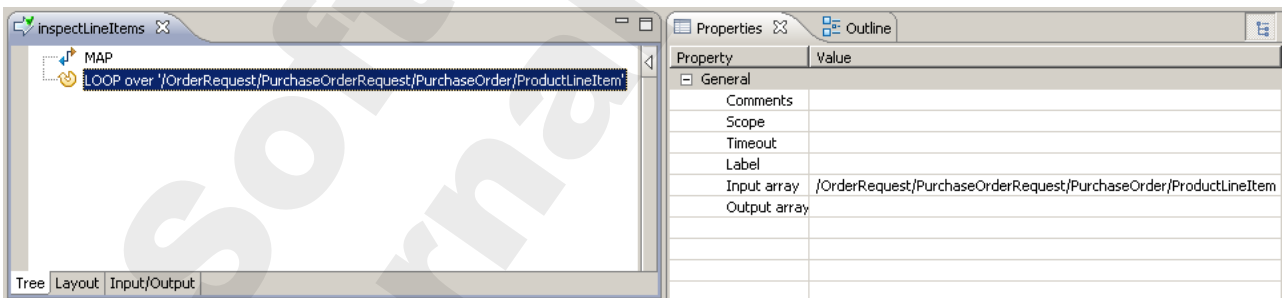 inspectLineItems
MAP
LOOP over '/OrderRequest/PurchaseOrderRequest/PurchaseOrder/ProductLineItem'
Tree Layout Input/Output
Properties Outline
Property Value
General
Comments
Scope
Timeout
Label
Input array /OrderRequest/PurchaseOrderRequest/PurchaseOrder/ProductLineItem
Output array